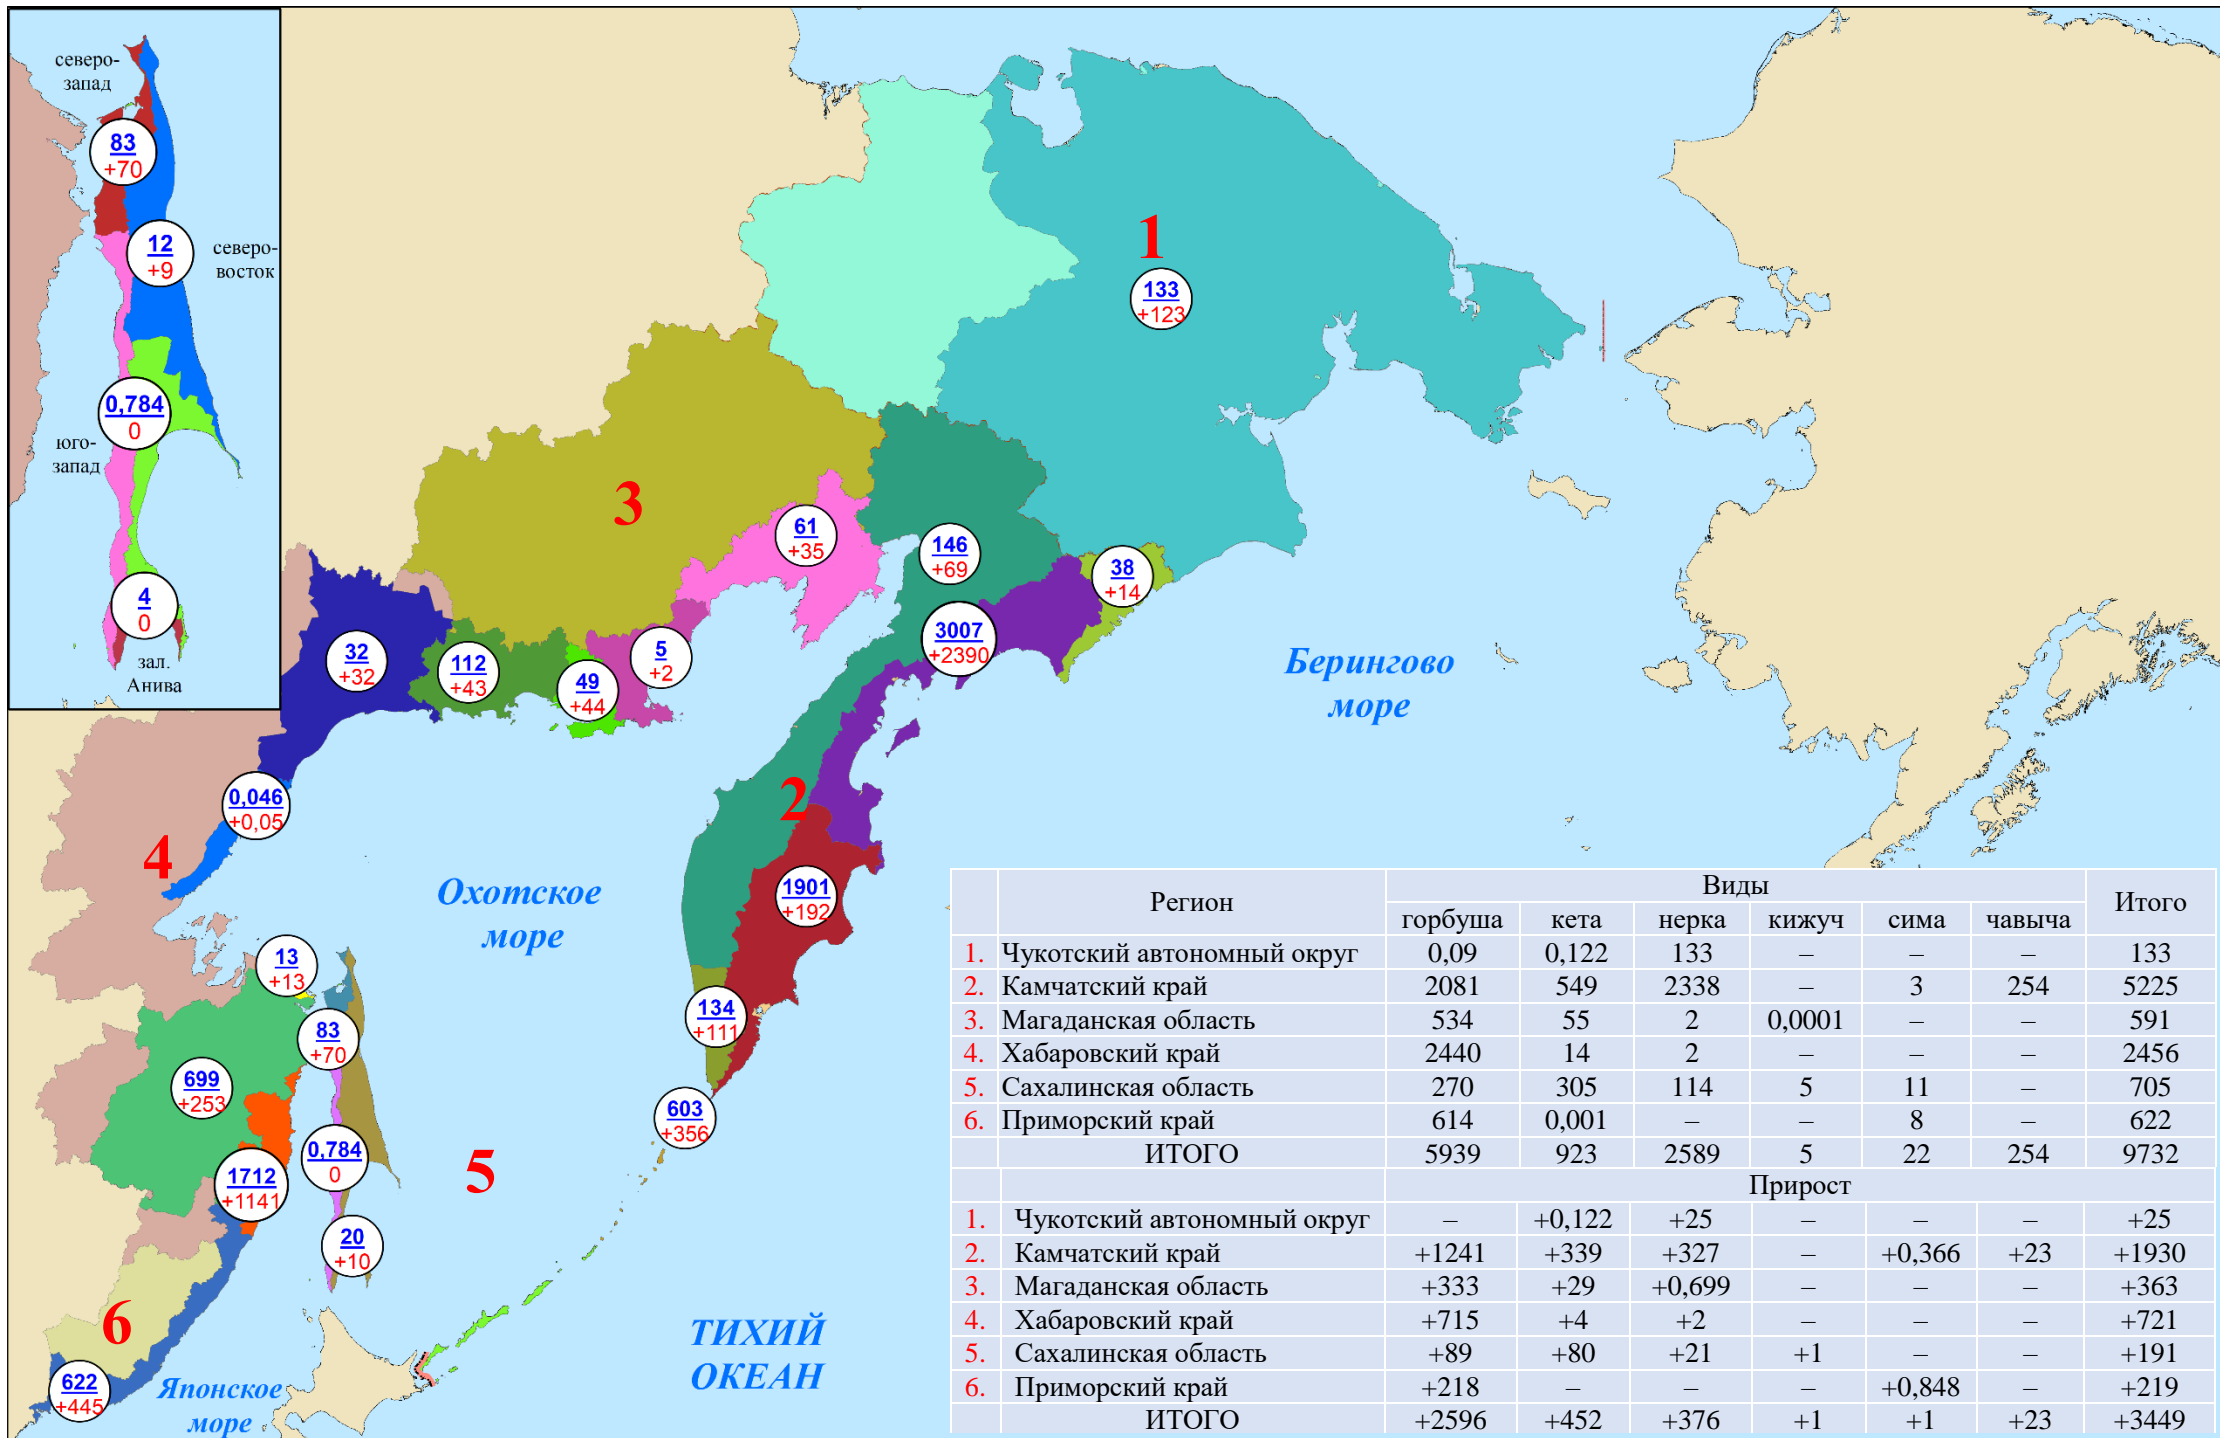 северо-
запад
83
+70
12
+9
северо-
восток
0,784
0
юго-
запад
4
0
зал.
Анива
1
133
+123
3
61
+35
146
+69
38
+14
3007
+2390
32
+32
112
+43
49
+44
5
+2
Берингово
море
0,046
+0,05
4
2
Охотское
море
1901
+192
13
+13
134
+111
83
+70
699
+253
603
+356
0,784
0
5
1712
+1141
20
+10
6
622
+445
Японское
море
ТИХИЙ
ОКЕАН
Регион Виды Итого
горбуша кета нерка кижуч сима чавыча
1. Чукотский автономный округ 0,09 0,122 133 – – – 133
2. Камчатский край 2081 549 2338 – 3 254 5225
3. Магаданская область 534 55 2 0,0001 – – 591
4. Хабаровский край 2440 14 2 – – – 2456
5. Сахалинская область 270 305 114 5 11 – 705
6. Приморский край 614 0,001 – – 8 – 622
ИТОГО 5939 923 2589 5 22 254 9732
Прирост
1. Чукотский автономный округ – +0,122 +25 – – – +25
2. Камчатский край +1241 +339 +327 – +0,366 +23 +1930
3. Магаданская область +333 +29 +0,699 – – – +363
4. Хабаровский край +715 +4 +2 – – – +721
5. Сахалинская область +89 +80 +21 +1 – – +191
6. Приморский край +218 – – – +0,848 – +219
ИТОГО +2596 +452 +376 +1 +1 +23 +3449